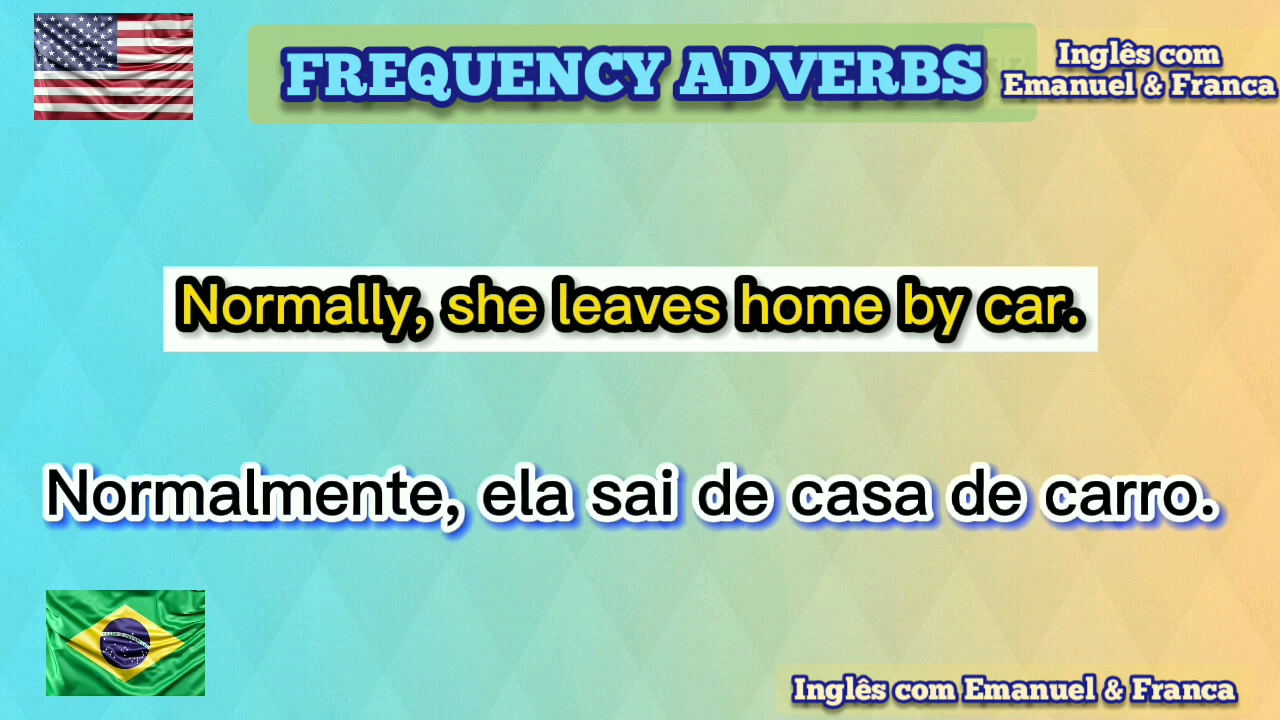 FREQUENCY ADVERBS
Inglês com
Emanuel & Franca
Normally, she leaves home by car.
Normalmente, ela sai de casa de carro.
Inglês com Emanuel & Franca